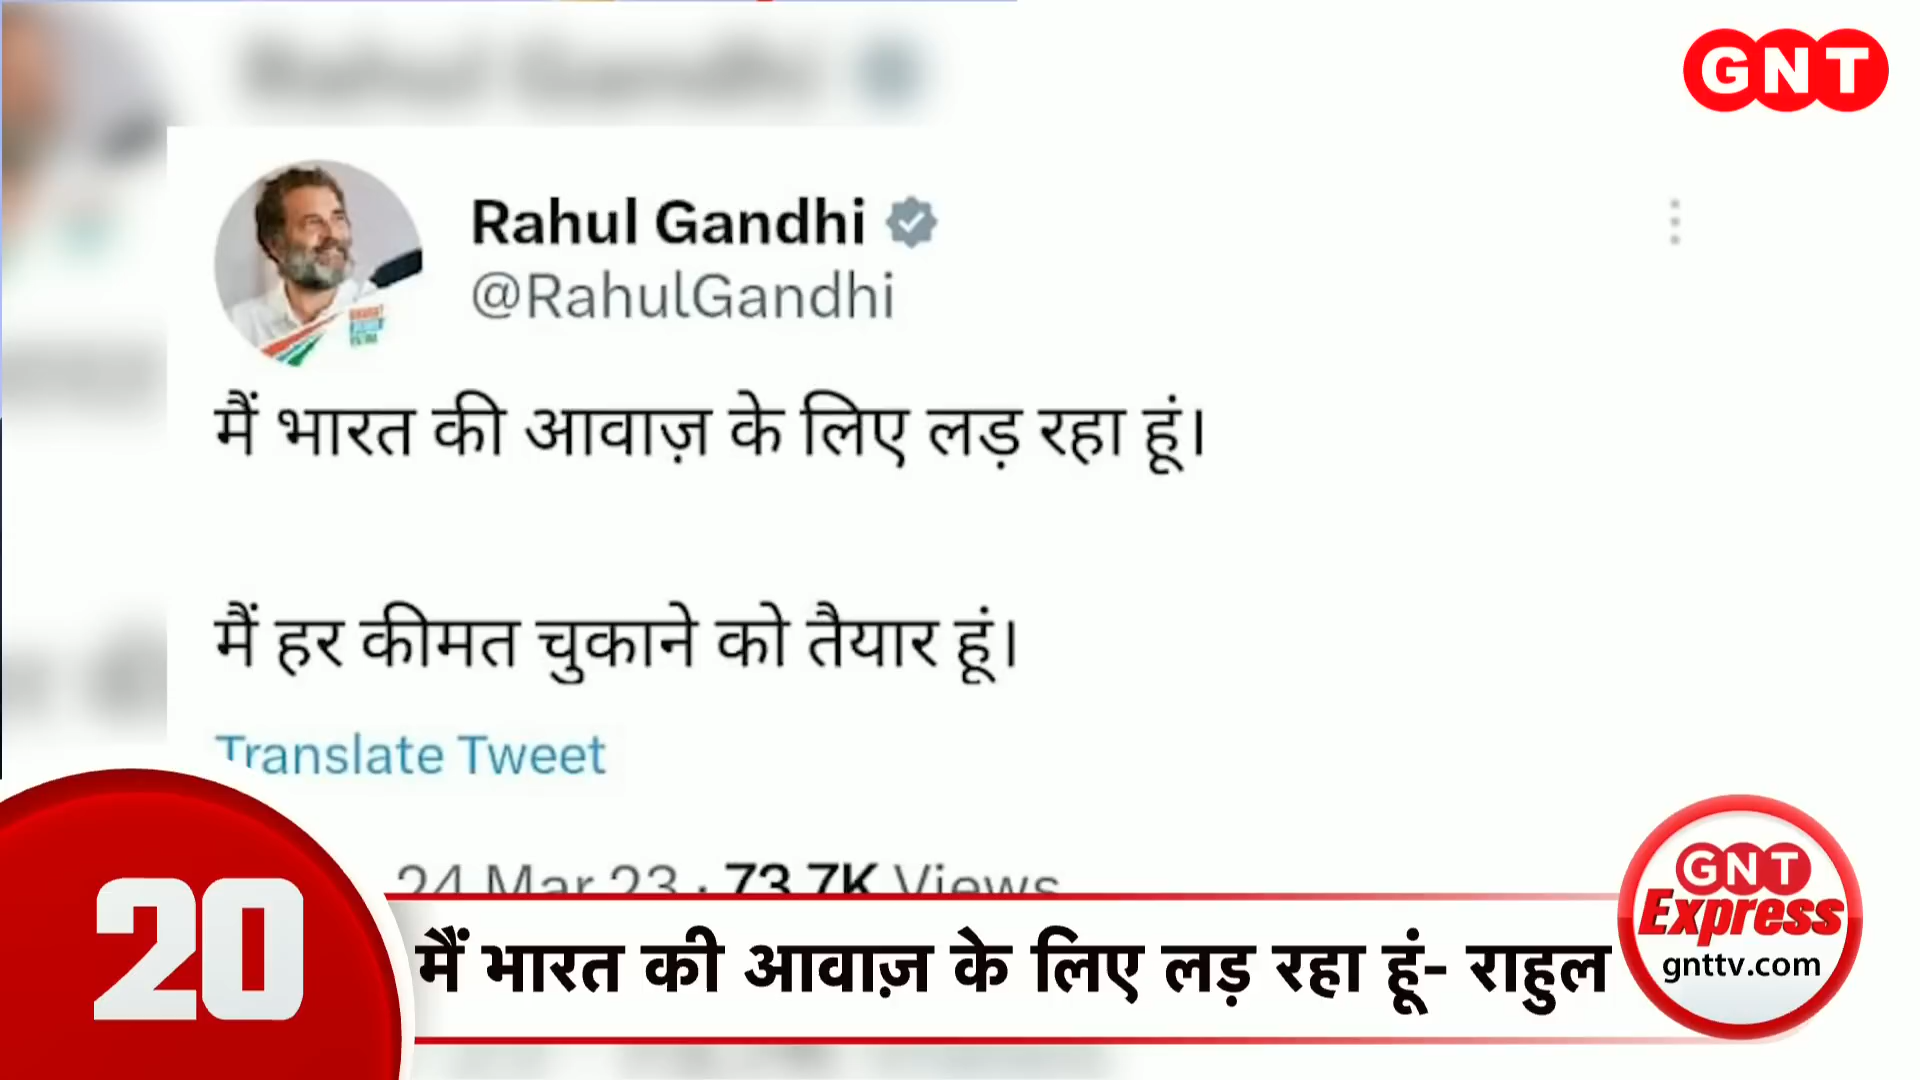 GNT
Rahul Gandhi
@RahulGandhi
मैं भारत की आवाज़ के लिए लड़ रहा हूं।
मैं हर कीमत चुकाने को तैयार हूं।
Translate Tweet
24 Mar 23 · 73.7K Views
20
मैं भारत की आवाज़ के लिए लड़ रहा हूं- राहुल
GNT
Express
gnttv.com